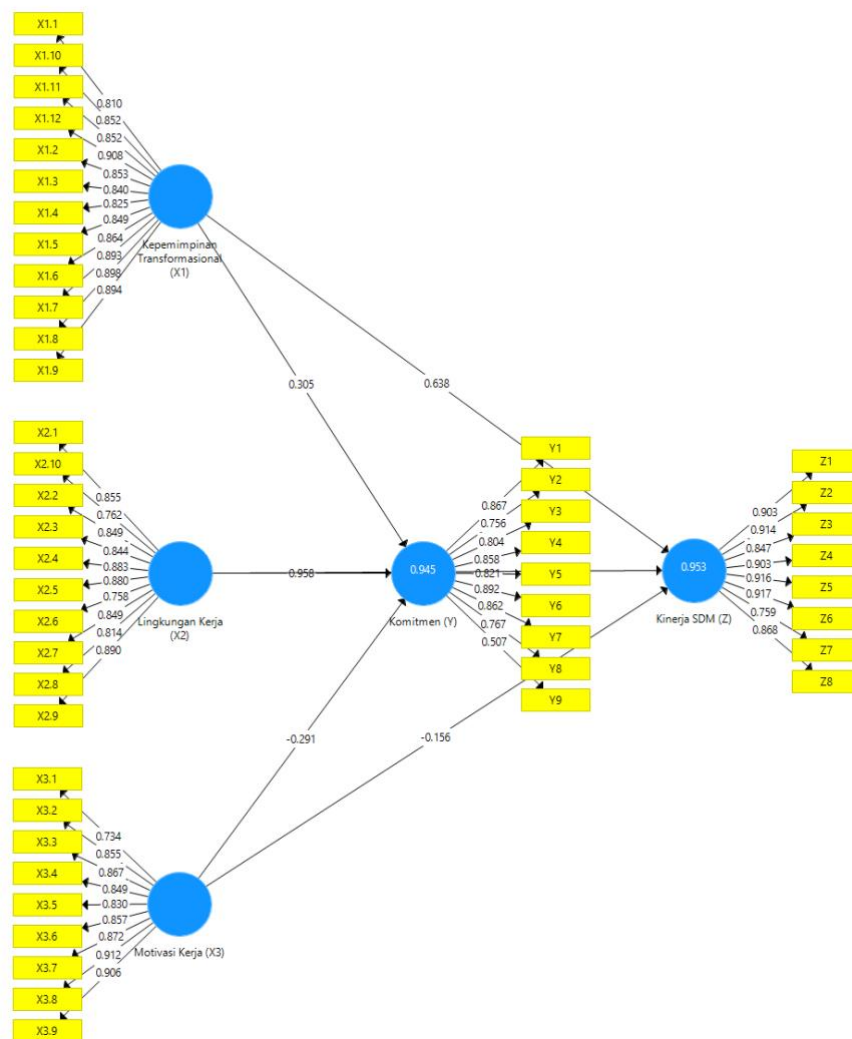 X1.1
X1.10
X1.11
X1.12
X1.2
X1.3
X1.4
X1.5
X1.6
X1.7
X1.8
X1.9
0.810
0.852
0.852
0.908
0.853
0.840
0.825
0.849
0.864
0.893
0.898
0.894
Kepemimpinan
Transformasional
(X1)
0.305
0.638
X2.1
X2.10
X2.2
X2.3
X2.4
X2.5
X2.6
X2.7
X2.8
X2.9
0.855
0.762
0.849
0.844
0.883
0.880
0.758
0.849
0.814
0.890
Lingkungan Kerja
(X2)
0.958
0.945
Komitmen (Y)
0.867
0.756
0.804
0.858
0.821
0.892
0.862
0.767
0.507
Y1
Y2
Y3
Y4
Y5
Y6
Y7
Y8
Y9
0.953
Kinerja SDM (Z)
0.903
0.914
0.847
0.903
0.916
0.917
0.759
0.868
Z1
Z2
Z3
Z4
Z5
Z6
Z7
Z8
-0.291
-0.156
X3.1
X3.2
X3.3
X3.4
X3.5
X3.6
X3.7
X3.8
X3.9
0.734
0.855
0.867
0.849
0.830
0.857
0.872
0.912
0.906
Motivasi Kerja (X3)